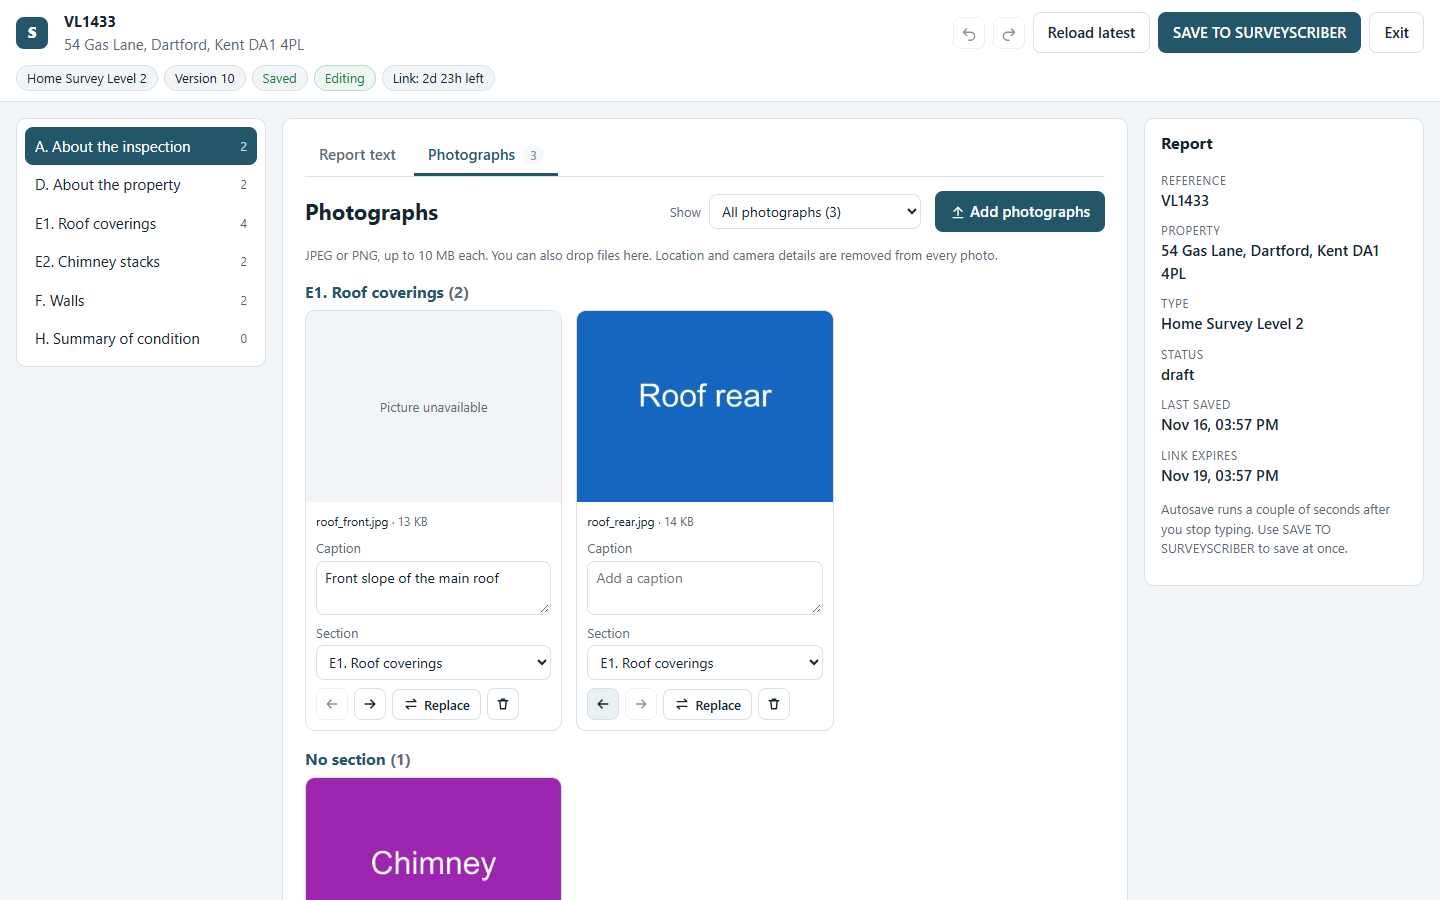 S
VL1433
54 Gas Lane, Dartford, Kent DA1 4PL
Reload latest
SAVE TO SURVEYSCRIBER
Exit
Home Survey Level 2
Version 10
Saved
Editing
Link: 2d 23h left
A. About the inspection 2
D. About the property 2
E1. Roof coverings 4
E2. Chimney stacks 2
F. Walls 2
H. Summary of condition 0
Report text
Photographs 3
Photographs
Show
All photographs (3)
Add photographs
JPEG or PNG, up to 10 MB each. You can also drop files here. Location and camera details are removed from every photo.
E1. Roof coverings (2)
Picture unavailable
roof_front.jpg · 13 KB
Caption
Front slope of the main roof
Section
E1. Roof coverings
Replace
Roof rear
roof_rear.jpg · 14 KB
Caption
Add a caption
Section
E1. Roof coverings
Replace
No section (1)
Chimney
Report
REFERENCE
VL1433
PROPERTY
54 Gas Lane, Dartford, Kent DA1
4PL
TYPE
Home Survey Level 2
STATUS
draft
LAST SAVED
Nov 16, 03:57 PM
LINK EXPIRES
Nov 19, 03:57 PM
Autosave runs a couple of seconds after
you stop typing. Use SAVE TO
SURVEYSCRIBER to save at once.